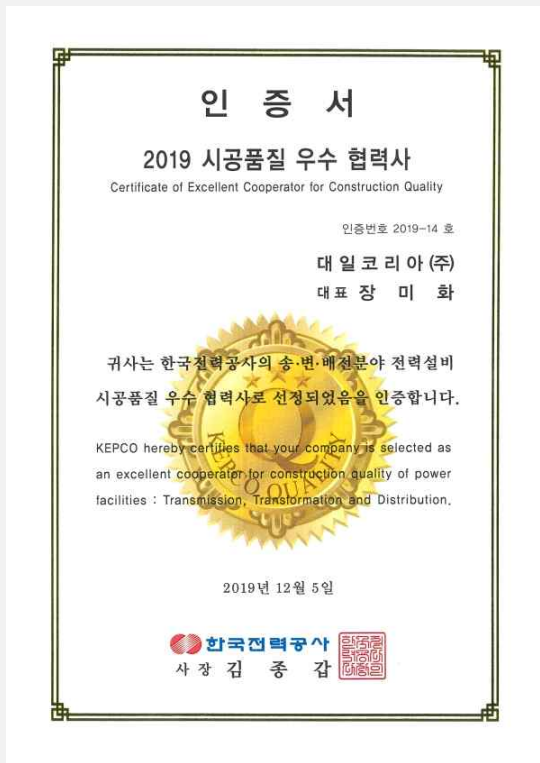 인 증 서
2019 시공품질 우수 협력사
Certificate of Excellent Cooperator for Construction Quality
인증번호 2019-14 호
대일코리아(주)
대표 장 미 화
귀사는 한국전력공사의 송·변·배전분야 전력설비
시공품질 우수 협력사로 선정되었음을 인증합니다.
KEPCO hereby certifies that your company is selected as
an excellent cooperator for construction quality of power
facilities : Transmission, Transformation and Distribution.
Q
KEPCO QUALITY
2019년 12월 5일
한국전력공사
사장 김 종 갑